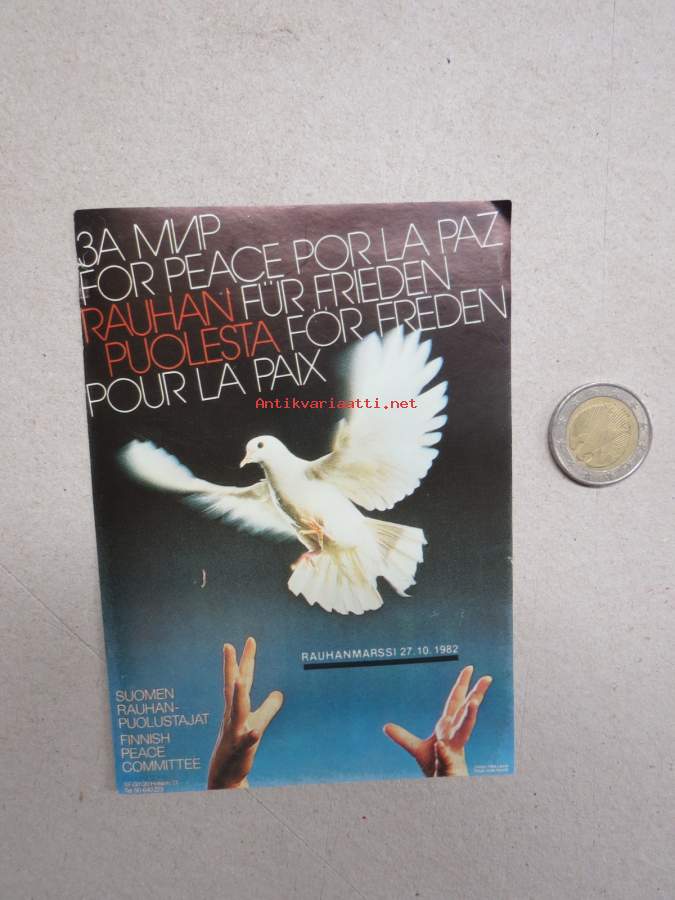 ЗА МИР
FOR PEACE POR LA PAZ
RAUHAN FÜR FRIEDEN
PUOLESTA FÖR FREDEN
POUR LA PAIX
Antikvariaatti.net
RAUHANMARSSI 27.10.1982
SUOMEN
RAUHAN-
PUOLUSTAJAT
FINNISH
PEACE
COMMITTEE